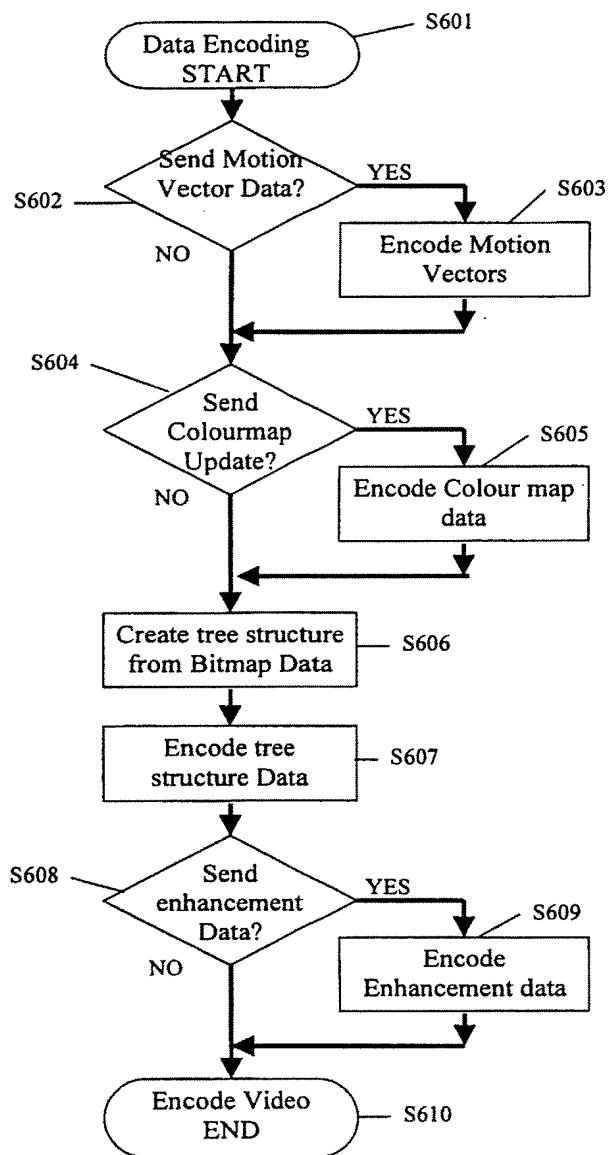 S601
Data Encoding
START
Send Motion
Vector Data?
YES
S602
S603
NO
Encode Motion
Vectors
S604
Send
Colourmap
Update?
YES
S605
NO
Encode Colour map
data
Create tree structure
from Bitmap Data
S606
Encode tree
structure Data
S607
S608
Send
enhancement
Data?
YES
S609
NO
Encode
Enhancement data
Encode Video
END
S610